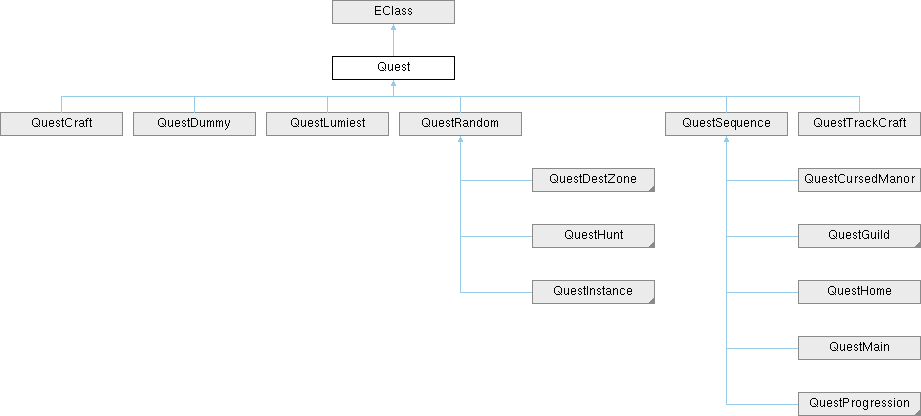 EClass
Quest
QuestCraft
QuestDummy
QuestLumiest
QuestRandom
QuestSequence
QuestTrackCraft
QuestDestZone
QuestCursedManor
QuestHunt
QuestGuild
QuestInstance
QuestHome
QuestMain
QuestProgression